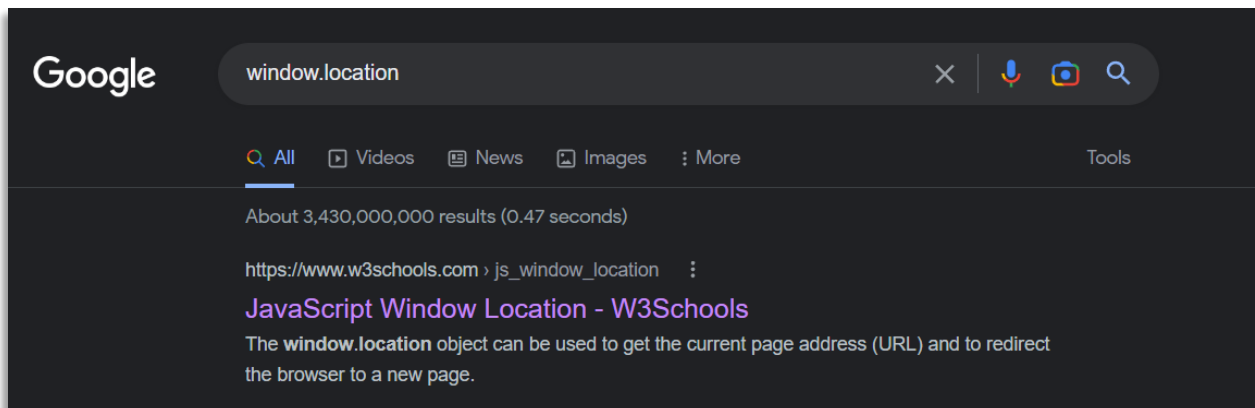 Google
window.location
All Videos News Images More Tools
About 3,430,000,000 results (0.47 seconds)
https://www.w3schools.com › js_window_location
JavaScript Window Location - W3Schools
The window.location object can be used to get the current page address (URL) and to redirect
the browser to a new page.